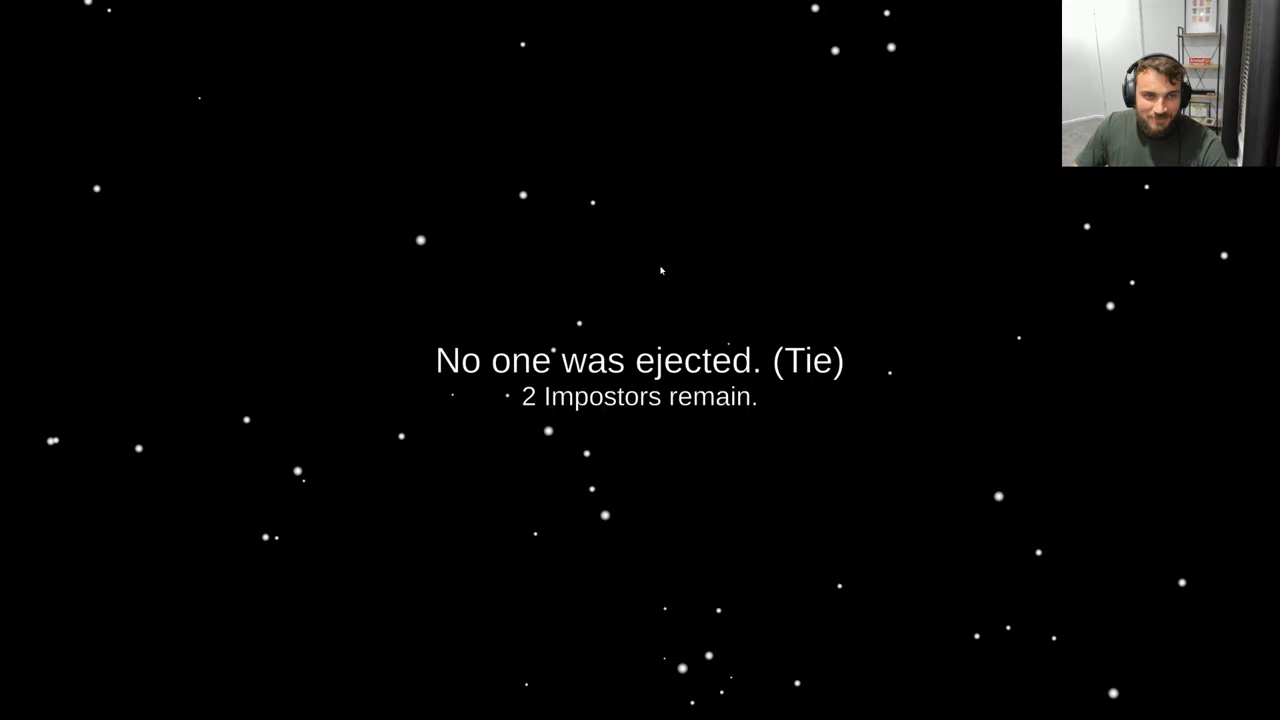 No one was ejected. (Tie)
2 Impostors remain.